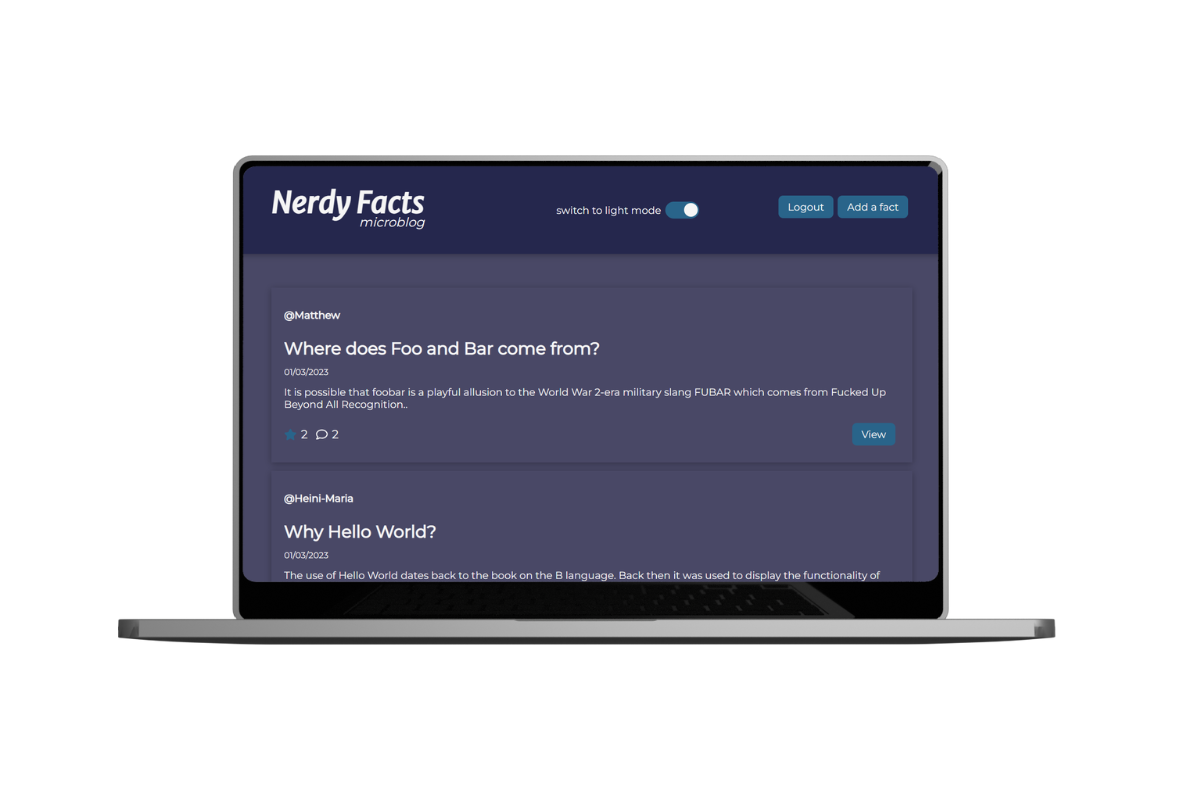 Nerdy Facts
microblog
switch to light mode
Logout
Add a fact
@Matthew
Where does Foo and Bar come from?
01/03/2023
It is possible that foobar is a playful allusion to the World War 2-era military slang FUBAR which comes from Fucked Up
Beyond All Recognition..
2 2
View
@Heini-Maria
Why Hello World?
01/03/2023
The use of Hello World dates back to the book on the B language. Back then it was used to display the functionality of